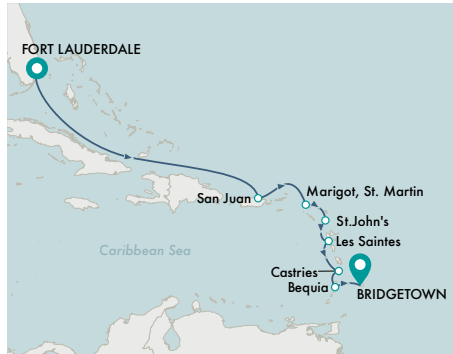 FORT LAUDERDALE
San Juan
Marigot, St. Martin
St.John's
Les Saintes
Caribbean Sea
Castries
Bequia
BRIDGETOWN